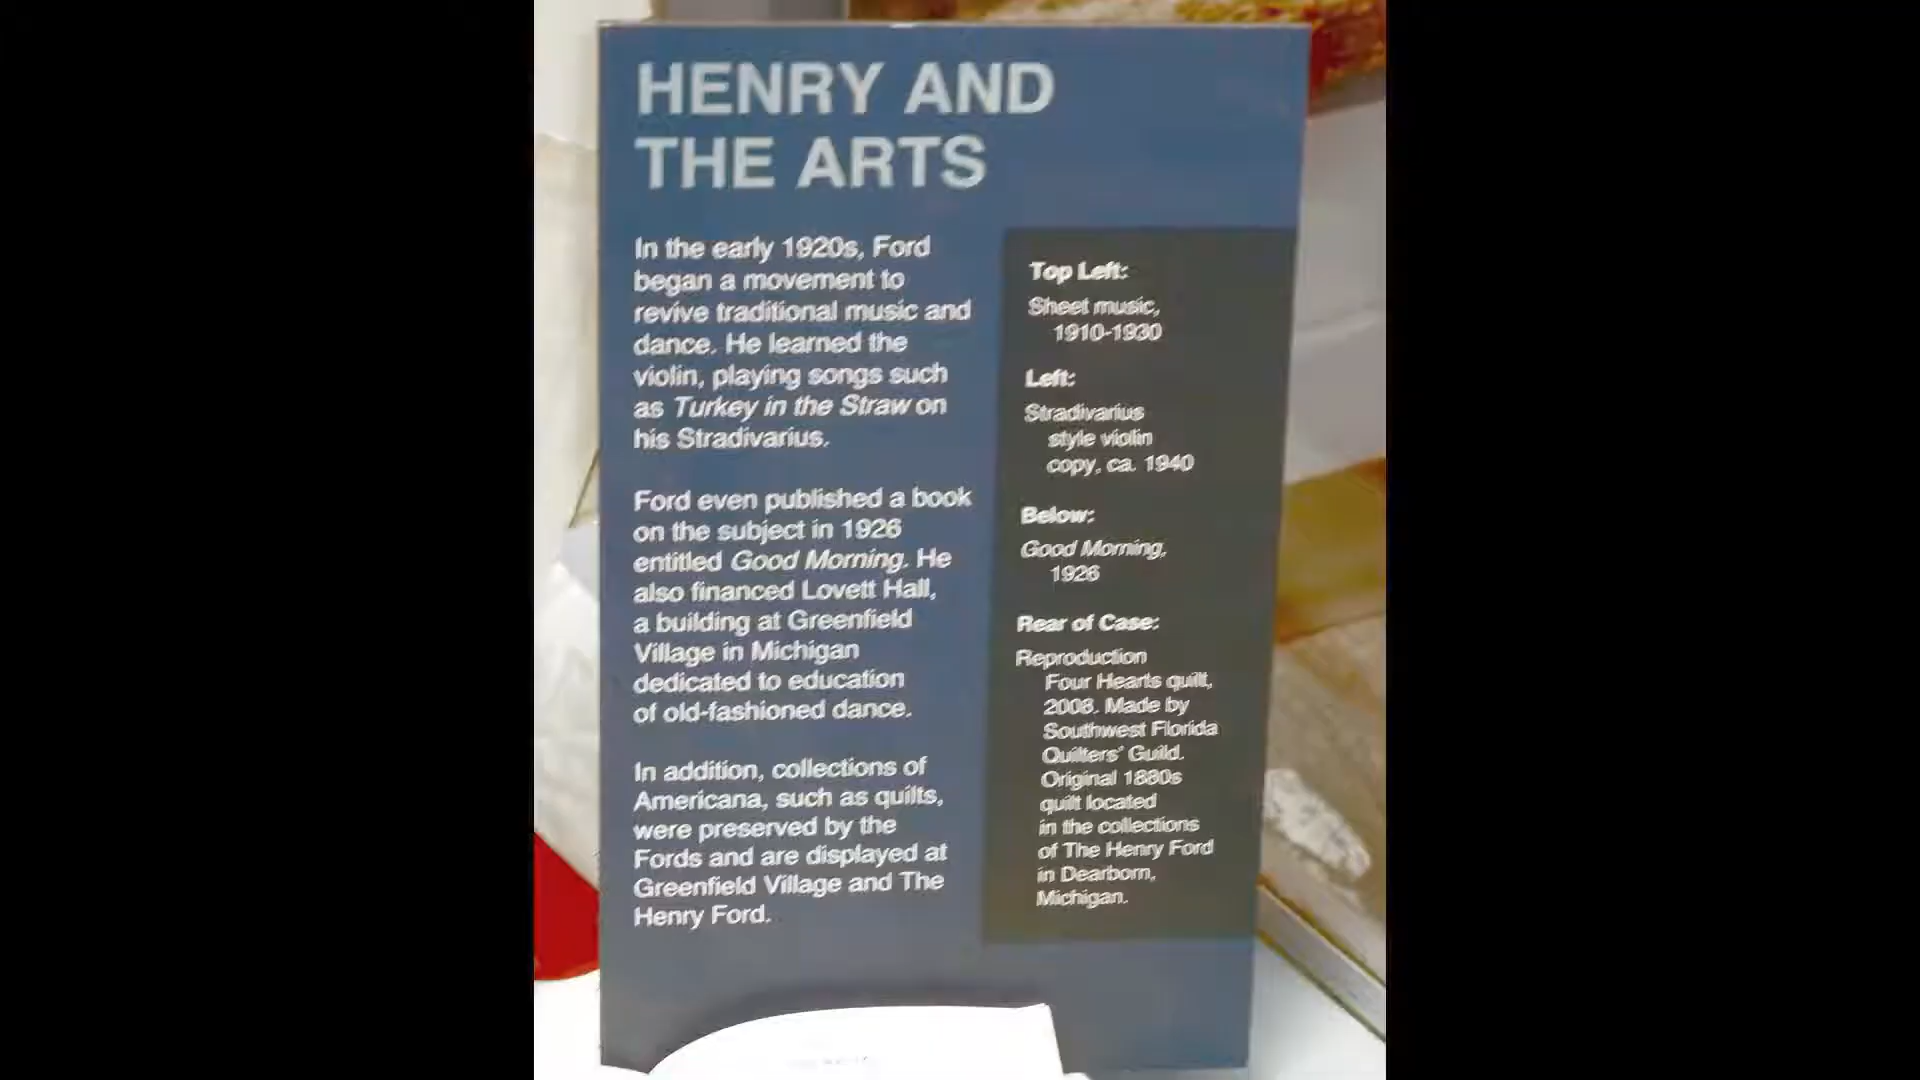 HENRY AND
THE ARTS
In the early 1920s, Ford
began a movement to
revive traditional music and
dance. He learned the
violin, playing songs such
as Turkey in the Straw on
his Stradivarius.
Ford even published a book
on the subject in 1926
entitled Good Morning. He
also financed Lovett Hall,
a building at Greenfield
Village in Michigan
dedicated to education
of old-fashioned dance.
In addition, collections of
Americana, such as quilts,
were preserved by the
Fords and are displayed at
Greenfield Village and The
Henry Ford.
Top Left:
Sheet music,
1910-1930
Left:
Stradivarius
style violin
copy, ca. 1940
Below:
Good Morning,
1926
Rear of Case:
Reproduction
Four Hearts quilt,
2008. Made by
Southwest Florida
Quilters' Guild.
Original 1880s
quilt located
in the collections
of The Henry Ford
in Dearborn,
Michigan.